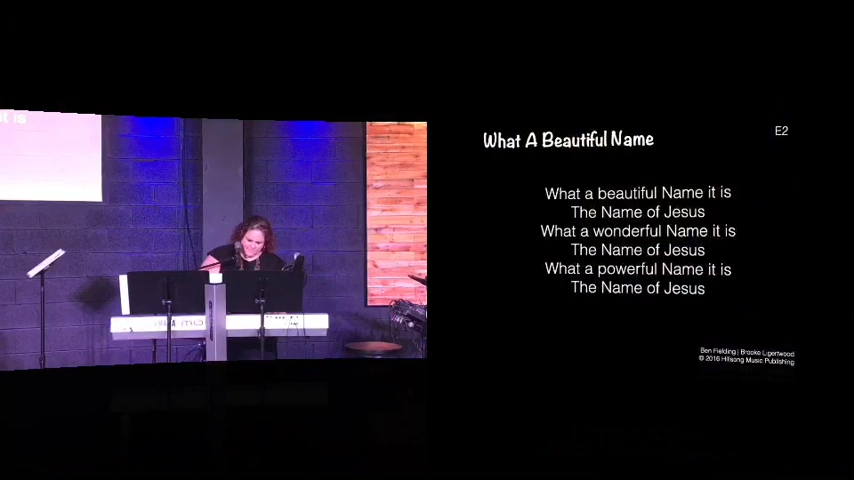 it is
What A Beautiful Name
E2
What a beautiful Name it is
The Name of Jesus
What a wonderful Name it is
The Name of Jesus
What a powerful Name it is
The Name of Jesus
Ben Fielding | Brooke Ligertwood
© 2016 Hillsong Music Publishing